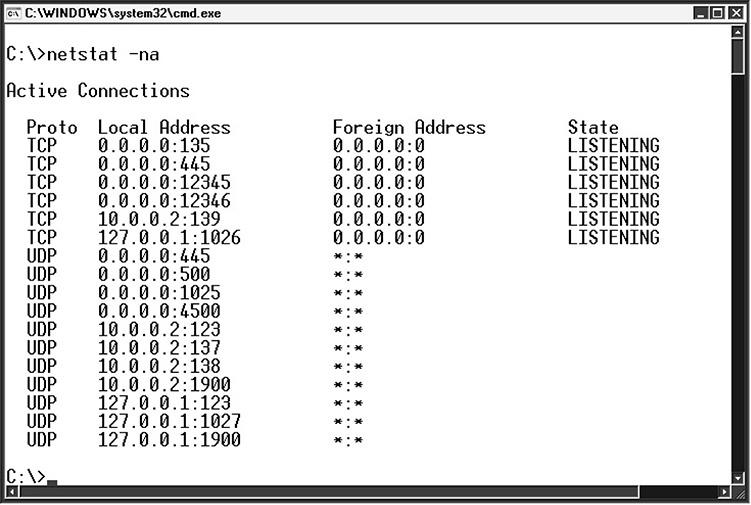 C:\WINDOWS\system32\cmd.exe
C:\>netstat -na
Active Connections
Proto  Local Address          Foreign Address        State
TCP    0.0.0.0:135            0.0.0.0:0              LISTENING
TCP    0.0.0.0:445            0.0.0.0:0              LISTENING
TCP    0.0.0.0:12345          0.0.0.0:0              LISTENING
TCP    0.0.0.0:12346          0.0.0.0:0              LISTENING
TCP    10.0.0.2:139           0.0.0.0:0              LISTENING
TCP    127.0.0.1:1026         0.0.0.0:0              LISTENING
UDP    0.0.0.0:445            *:*
UDP    0.0.0.0:500            *:*
UDP    0.0.0.0:1025           *:*
UDP    0.0.0.0:4500           *:*
UDP    10.0.0.2:123           *:*
UDP    10.0.0.2:137           *:*
UDP    10.0.0.2:138           *:*
UDP    10.0.0.2:1900          *:*
UDP    127.0.0.1:123          *:*
UDP    127.0.0.1:1027         *:*
UDP    127.0.0.1:1900         *:*
C:\>_